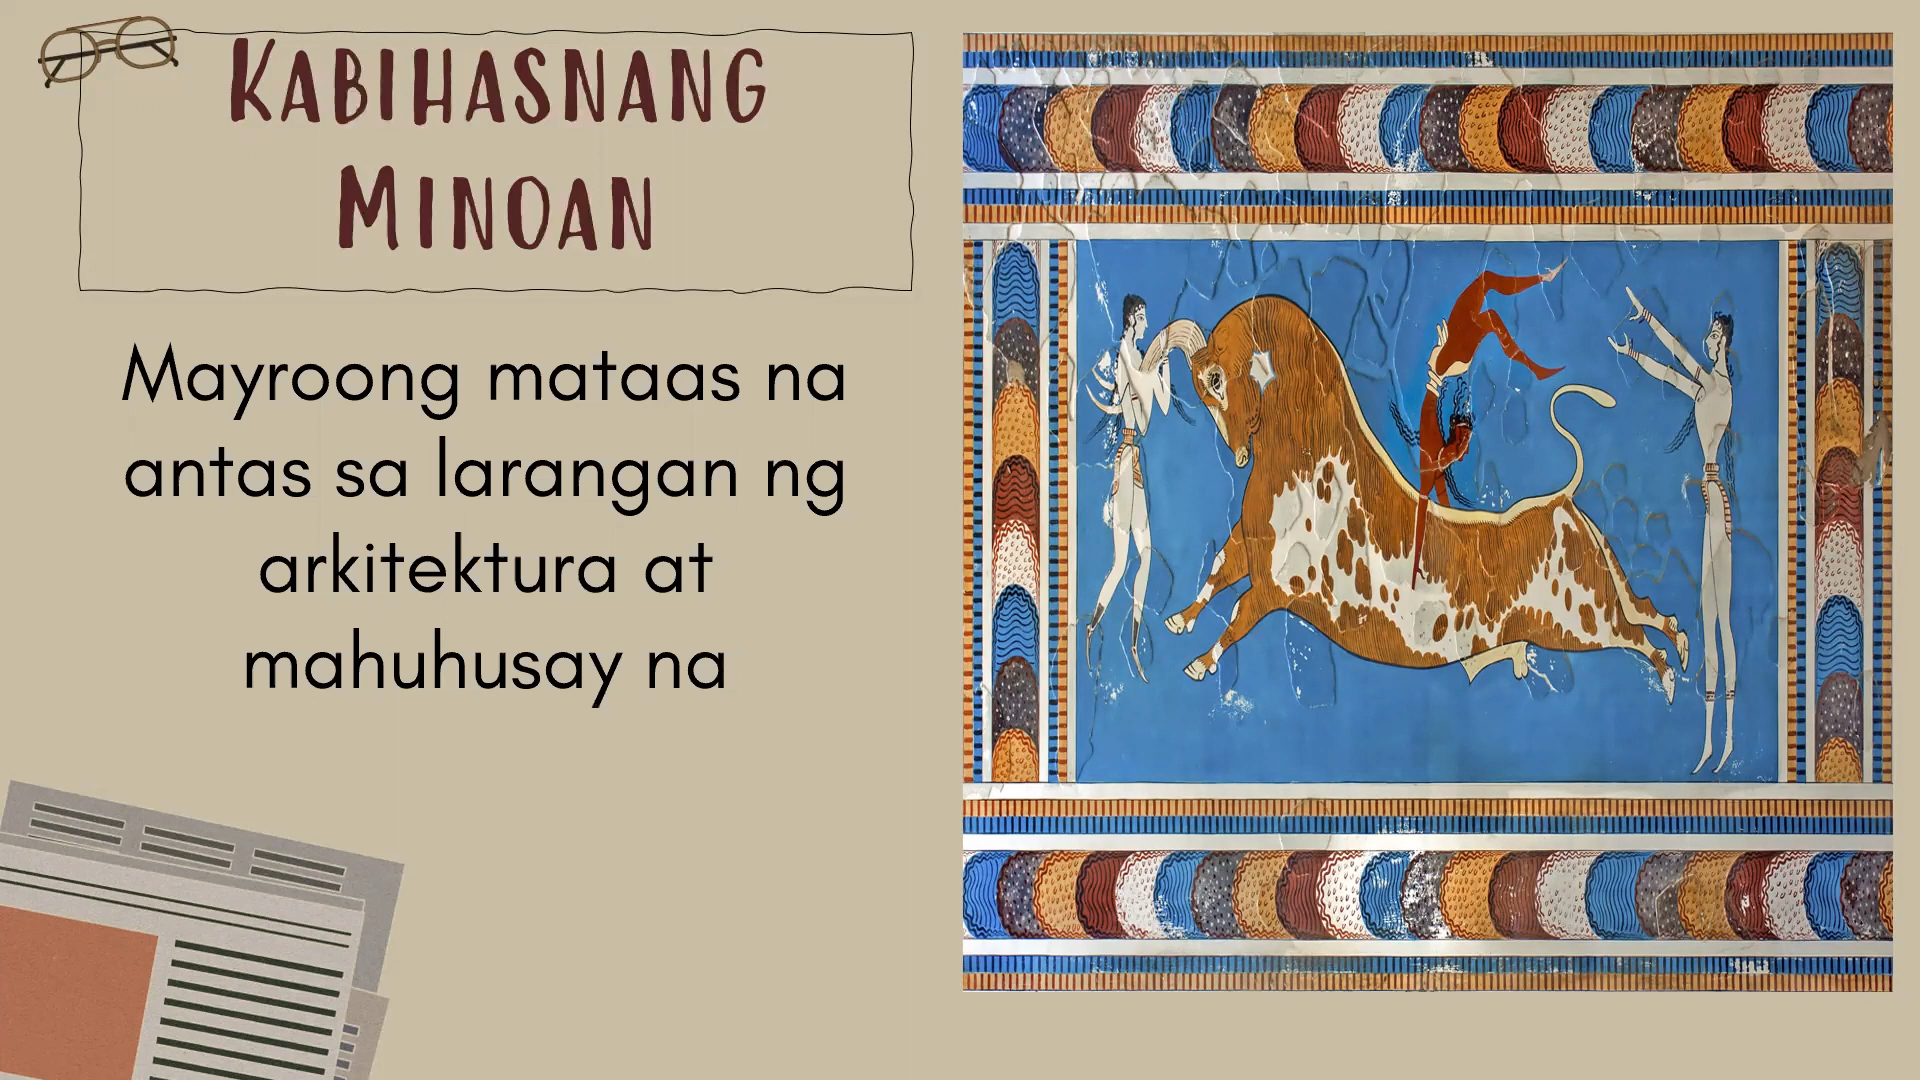 KABIHASNANG
MINOAN
Mayroong mataas na
antas sa larangan ng
arkitektura at
mahuhusay na